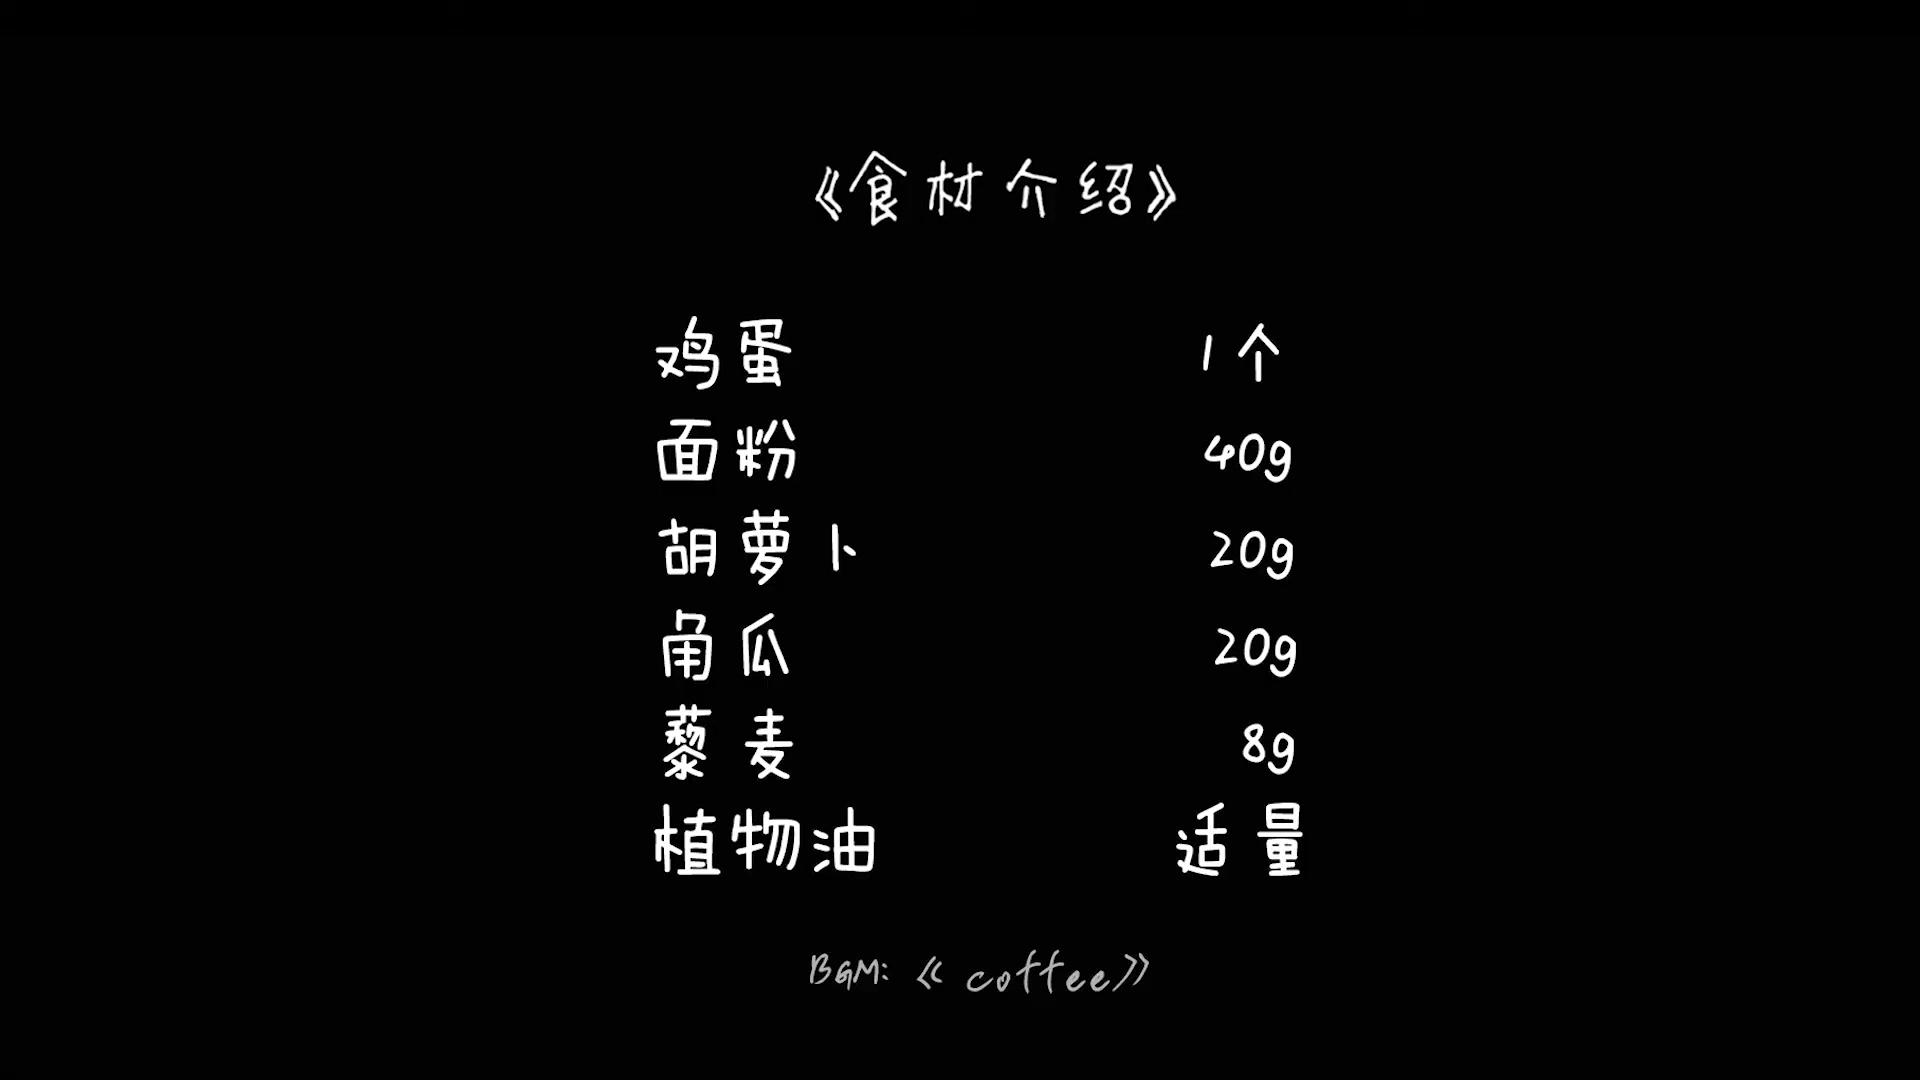 《食材介绍》
鸡蛋 1个
面粉 40g
胡萝卜 20g
角瓜 20g
藜麦 8g
植物油 适量
BGM:《coffee》